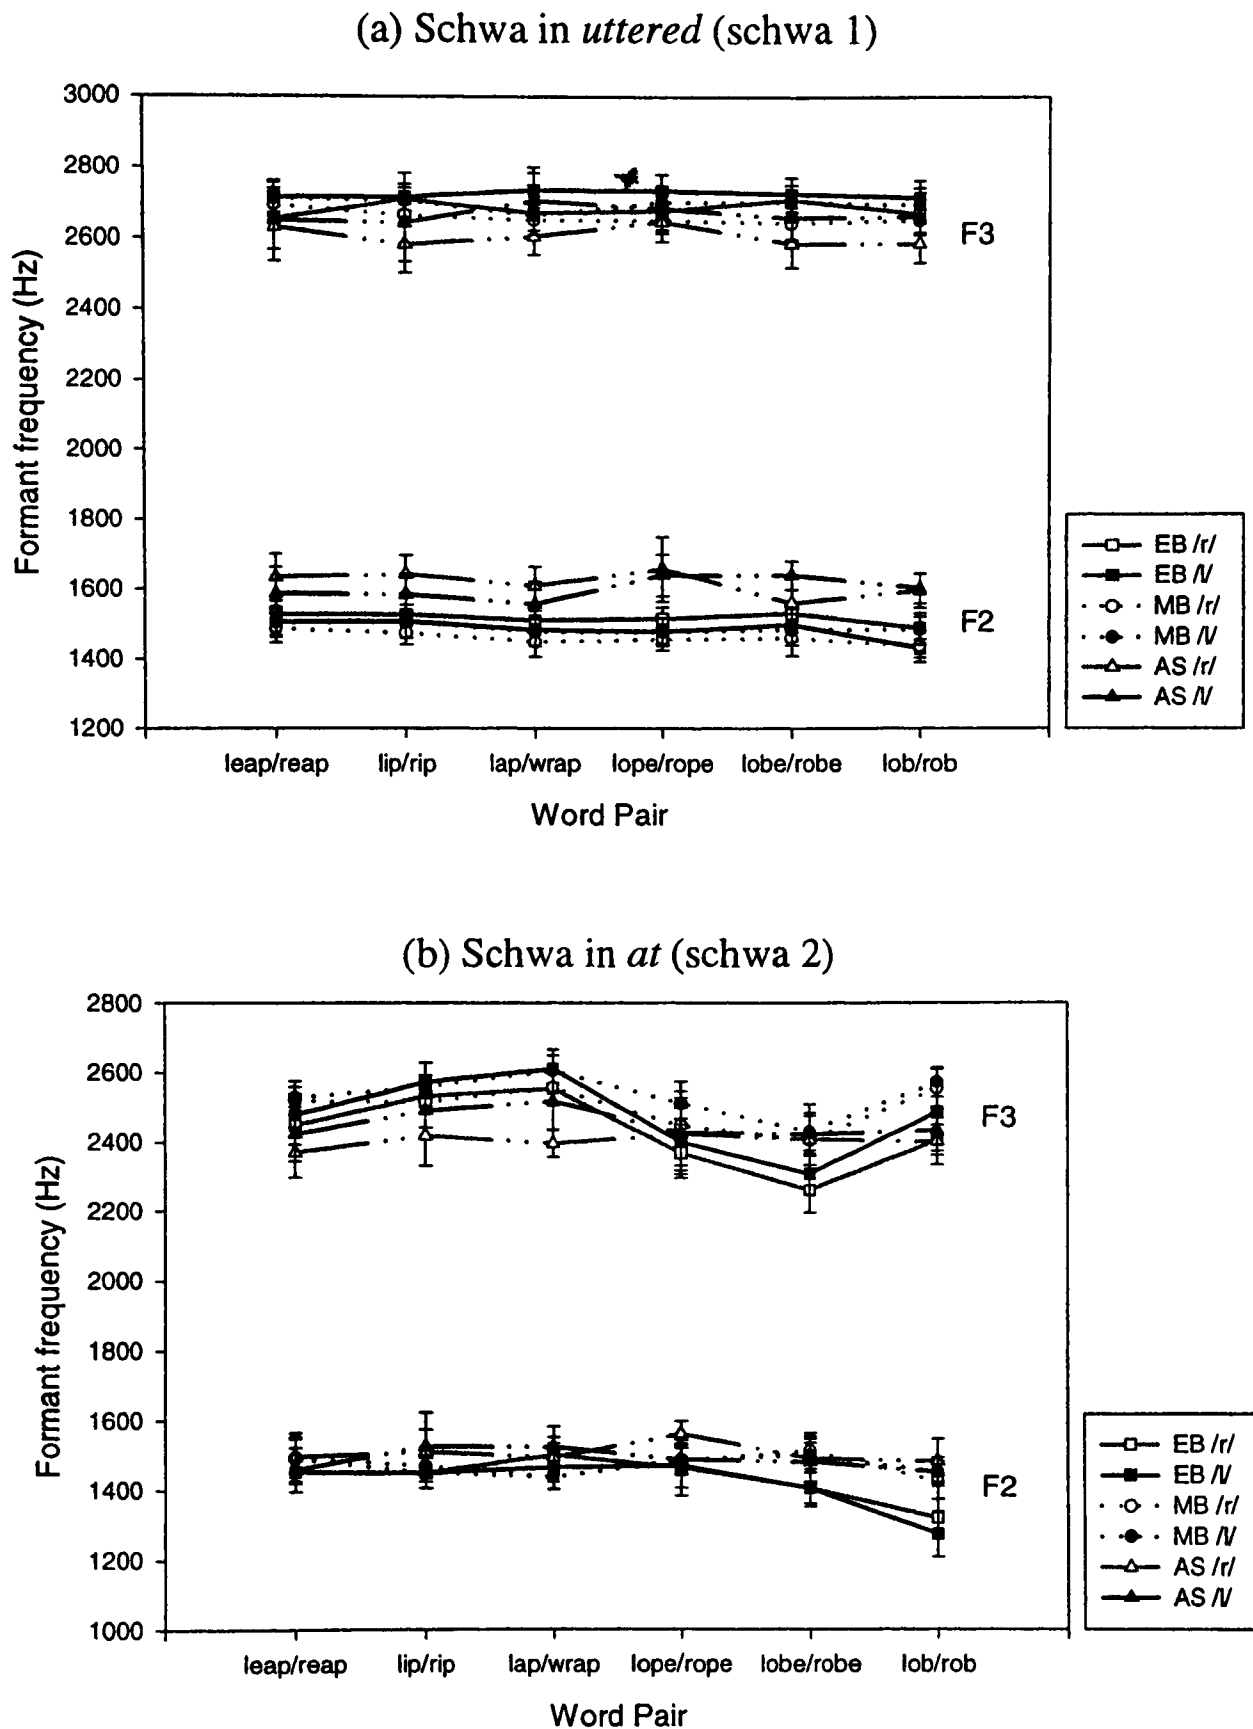 (a) Schwa in uttered (schwa 1)
Formant frequency (Hz)
3000
2800
2600
2400
2200
2000
1800
1600
1400
1200
F3
F2
leap/reap lip/rip lap/wrap lope/rope lobe/robe lob/rob
Word Pair
EB /r/
EB /l/
MB /r/
MB /l/
AS /r/
AS /l/
(b) Schwa in at (schwa 2)
Formant frequency (Hz)
2800
2600
2400
2200
2000
1800
1600
1400
1200
1000
F3
F2
leap/reap lip/rip lap/wrap lope/rope lobe/robe lob/rob
Word Pair
EB /r/
EB /l/
MB /r/
MB /l/
AS /r/
AS /l/